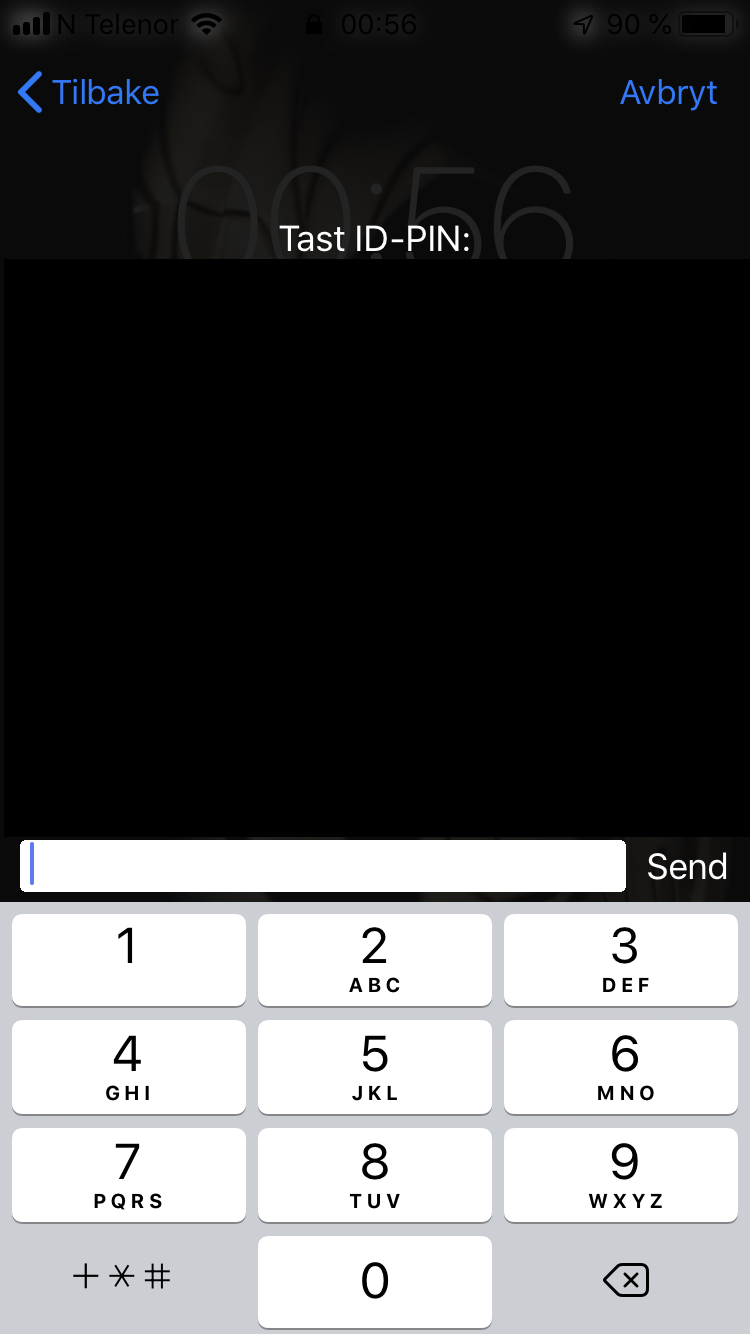 N Telenor 00:56 90 %
Tilbake Avbryt
00:56
Tast ID-PIN:
Send
1 2 3
ABC DEF
4 5 6
GHI JKL MNO
7 8 9
PQRS TUV WXYZ
+*# 0